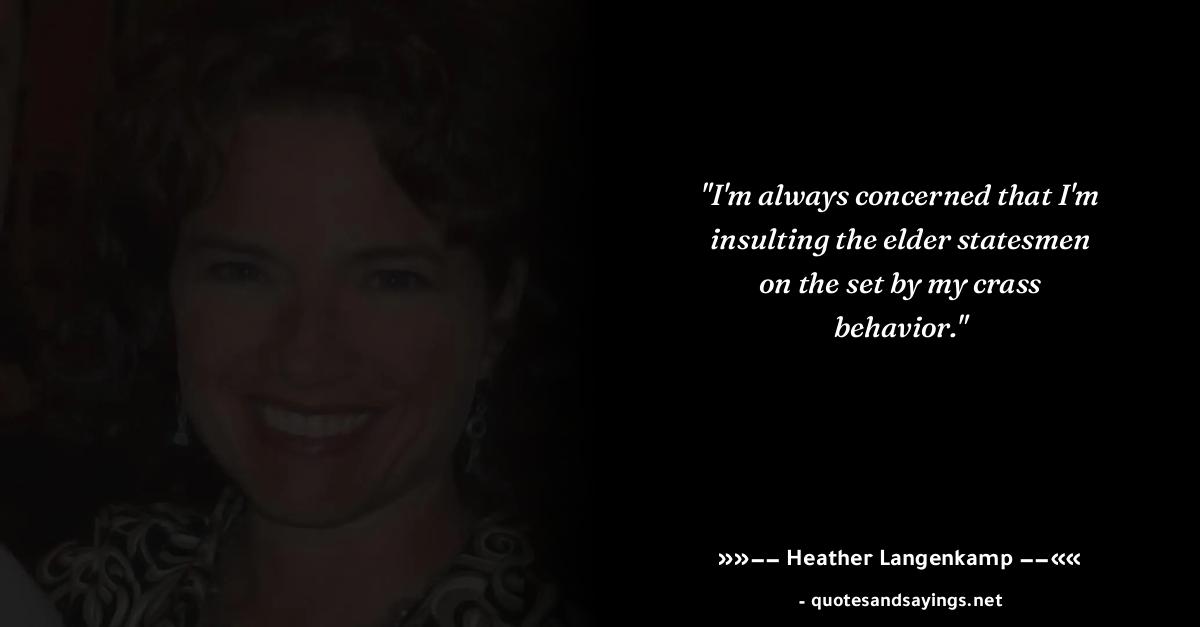 "I'm always concerned that I'm
insulting the elder statesmen
on the set by my crass
behavior."
»»−− Heather Langenkamp −−««
- quotesandsayings.net